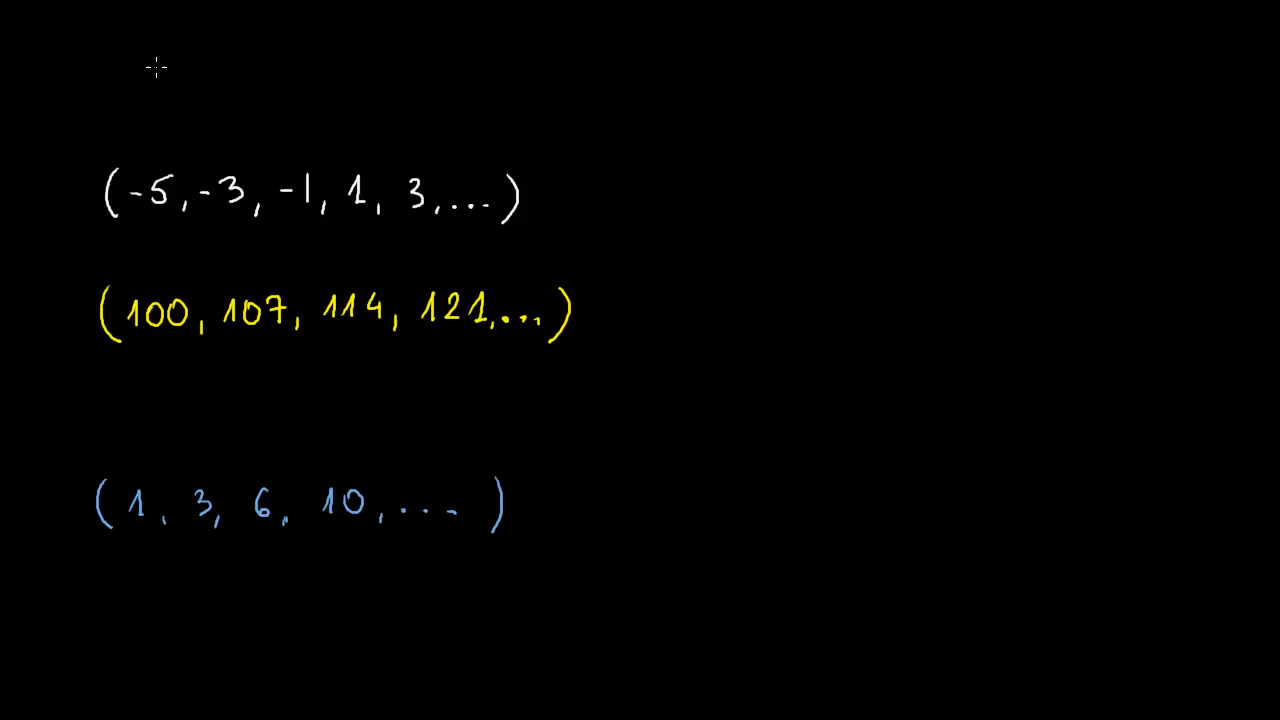 (-5, -3, -1, 1, 3, ...)
(100, 107, 114, 121, ...)
(1, 3, 6, 10, ....)